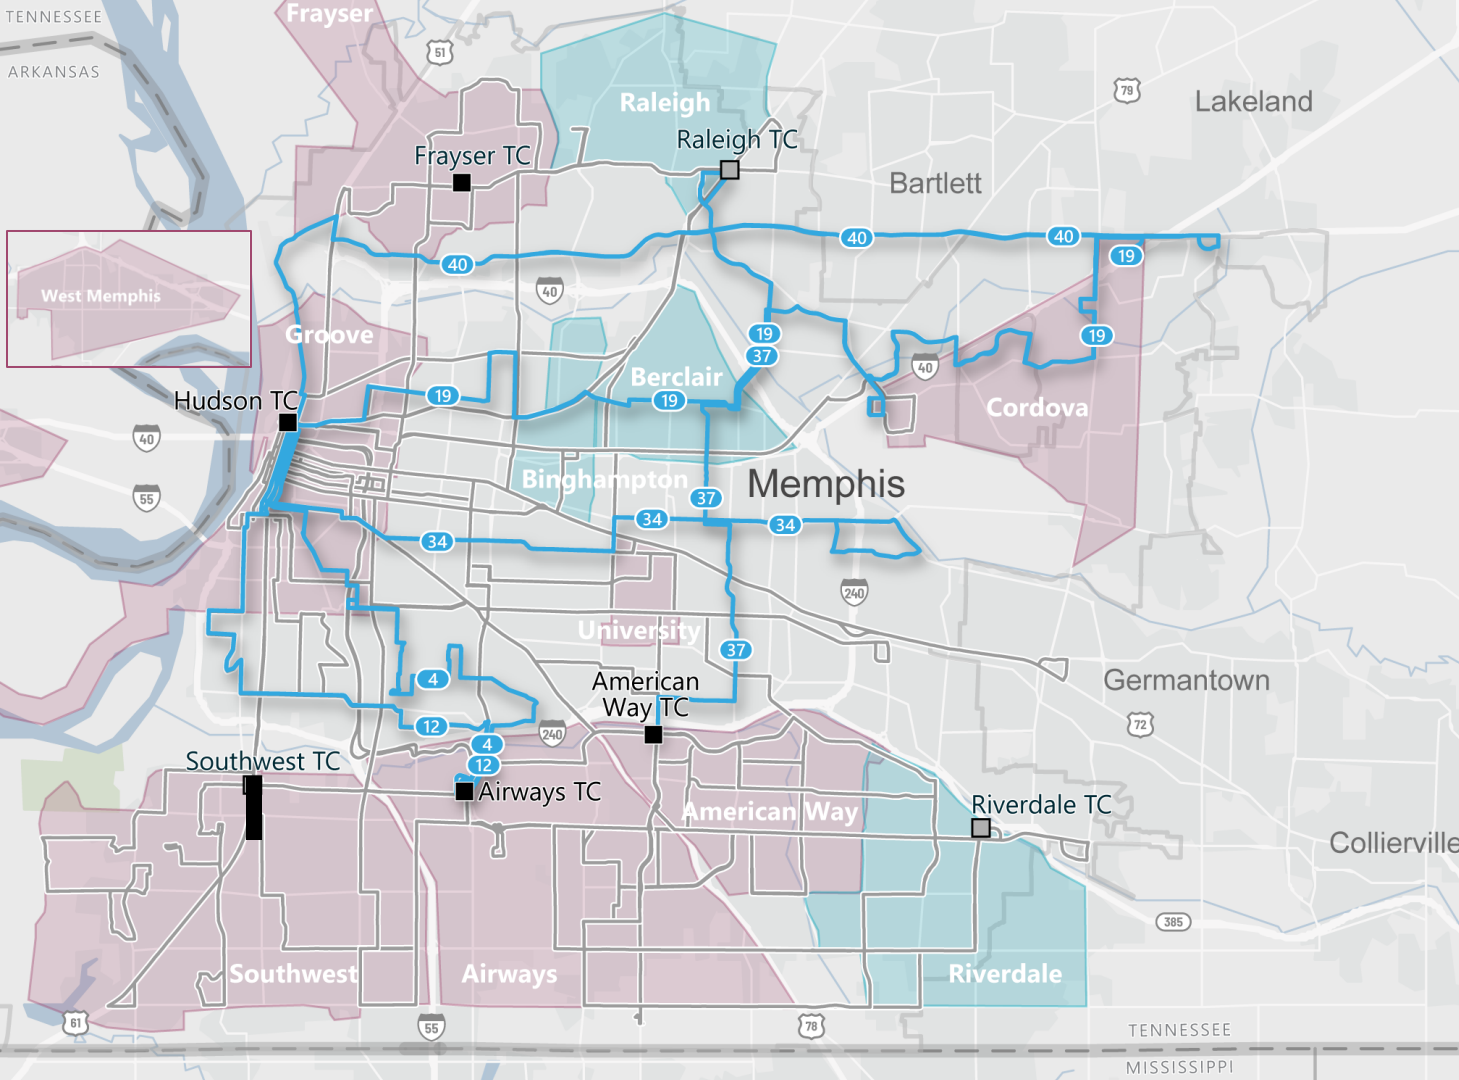 Frayser
TENNESSEE
ARKANSAS
51
79
Lakeland
Raleigh
Raleigh TC
Frayser TC
Bartlett
40
40
40
19
West Memphis
40
Groove
19
19
37
40
Berclair
19
19
Hudson TC
Cordova
40
Binghampton
Memphis
55
37
34
34
34
240
University
37
4
American
Way TC
Germantown
12
240
72
4
Southwest TC
12
Airways TC
American Way
Riverdale TC
Collierville
385
Southwest
Airways
Riverdale
61
55
78
TENNESSEE
MISSISSIPPI